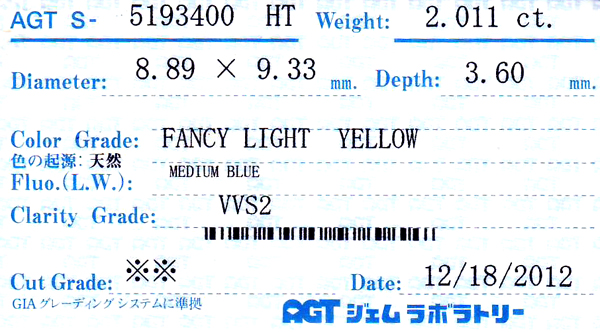 AGT S- 5193400 HT Weight: 2.011 ct.
Diameter: 8.89 × 9.33 mm. Depth: 3.60 mm.
Color Grade: FANCY LIGHT YELLOW
色の起源: 天然
Fluo.(L.W.): MEDIUM BLUE
Clarity Grade: VVS2
Cut Grade: ※※ Date: 12/18/2012
GIAグレーディングシステムに準拠
AGT ジェム ラボラトリー